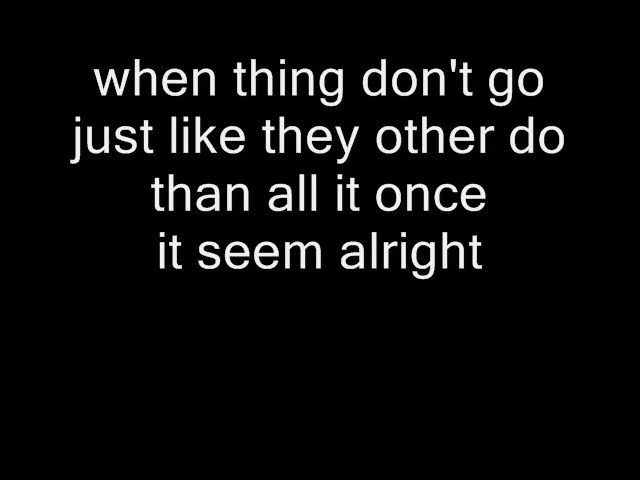 when thing don't go
just like they other do
than all it once
it seem alright